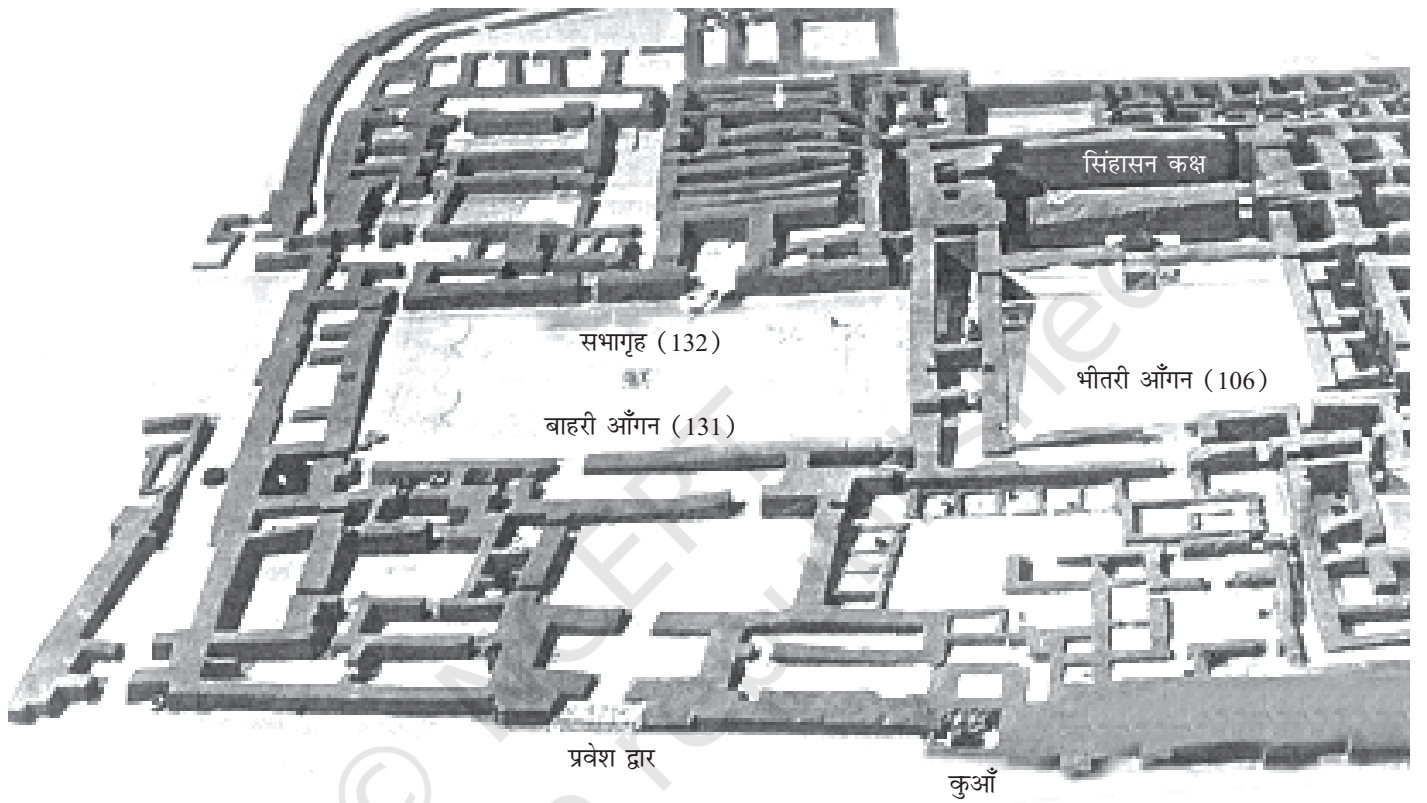 सिंहासन कक्ष
सभागृह (132)
भीतरी आँगन (106)
बाहरी आँगन (131)
प्रवेश द्वार
कुआँ